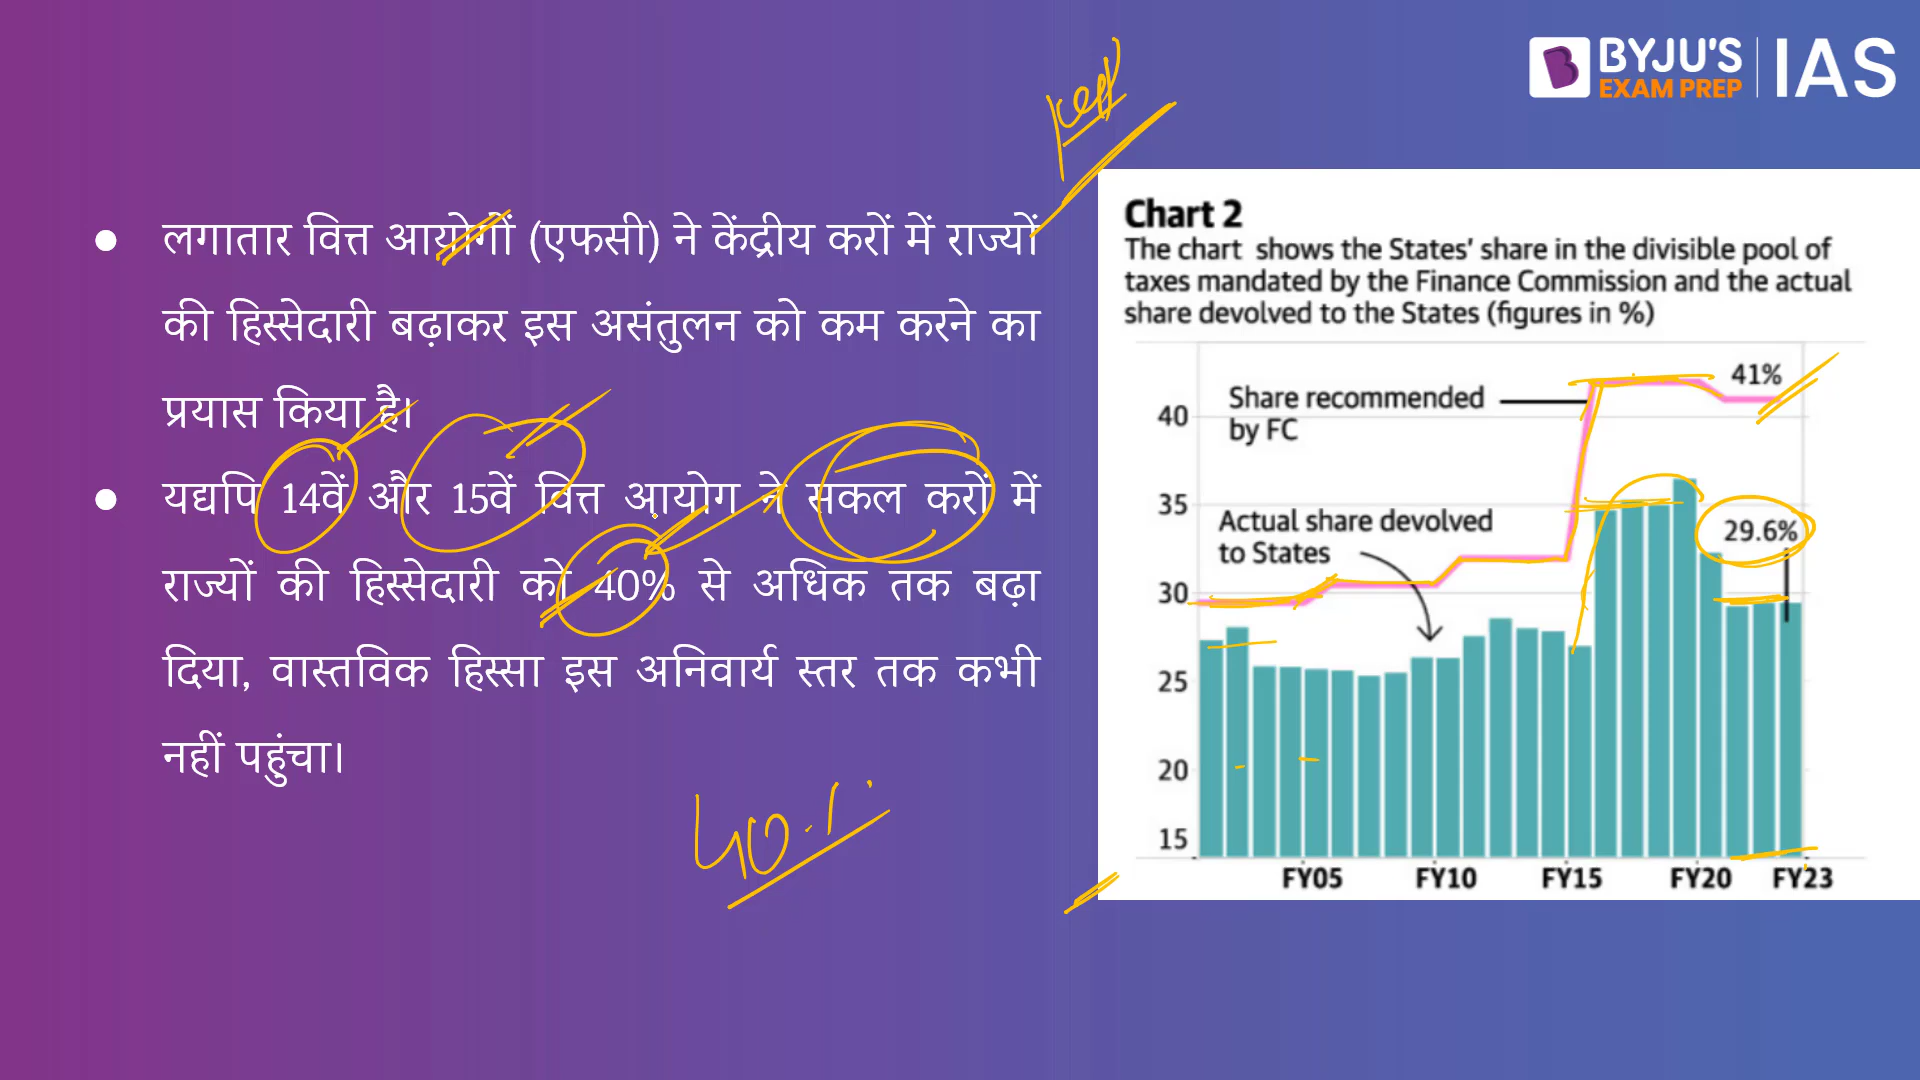 BYJU'S
EXAM PREP
IAS
● लगातार वित्त आयोगों (एफसी) ने केंद्रीय करों में राज्यों
की हिस्सेदारी बढ़ाकर इस असंतुलन को कम करने का
प्रयास किया है।
● यद्यपि 14वें और 15वें वित्त आयोग ने सकल करों में
राज्यों की हिस्सेदारी को 40% से अधिक तक बढ़ा
दिया, वास्तविक हिस्सा इस अनिवार्य स्तर तक कभी
नहीं पहुंचा।
40%
Chart 2
The chart shows the States' share in the divisible pool of
taxes mandated by the Finance Commission and the actual
share devolved to the States (figures in %)
41%
Share recommended
by FC
40
35
Actual share devolved
to States
29.6%
30
25
20
15
FY05 FY10 FY15 FY20 FY23